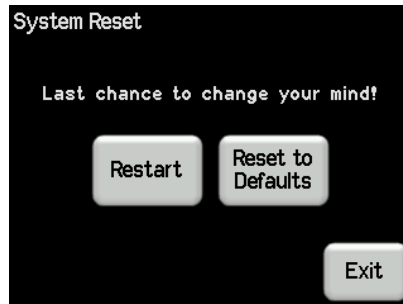 System Reset
Last chance to change your mind!
Restart
Reset to
Defaults
Exit